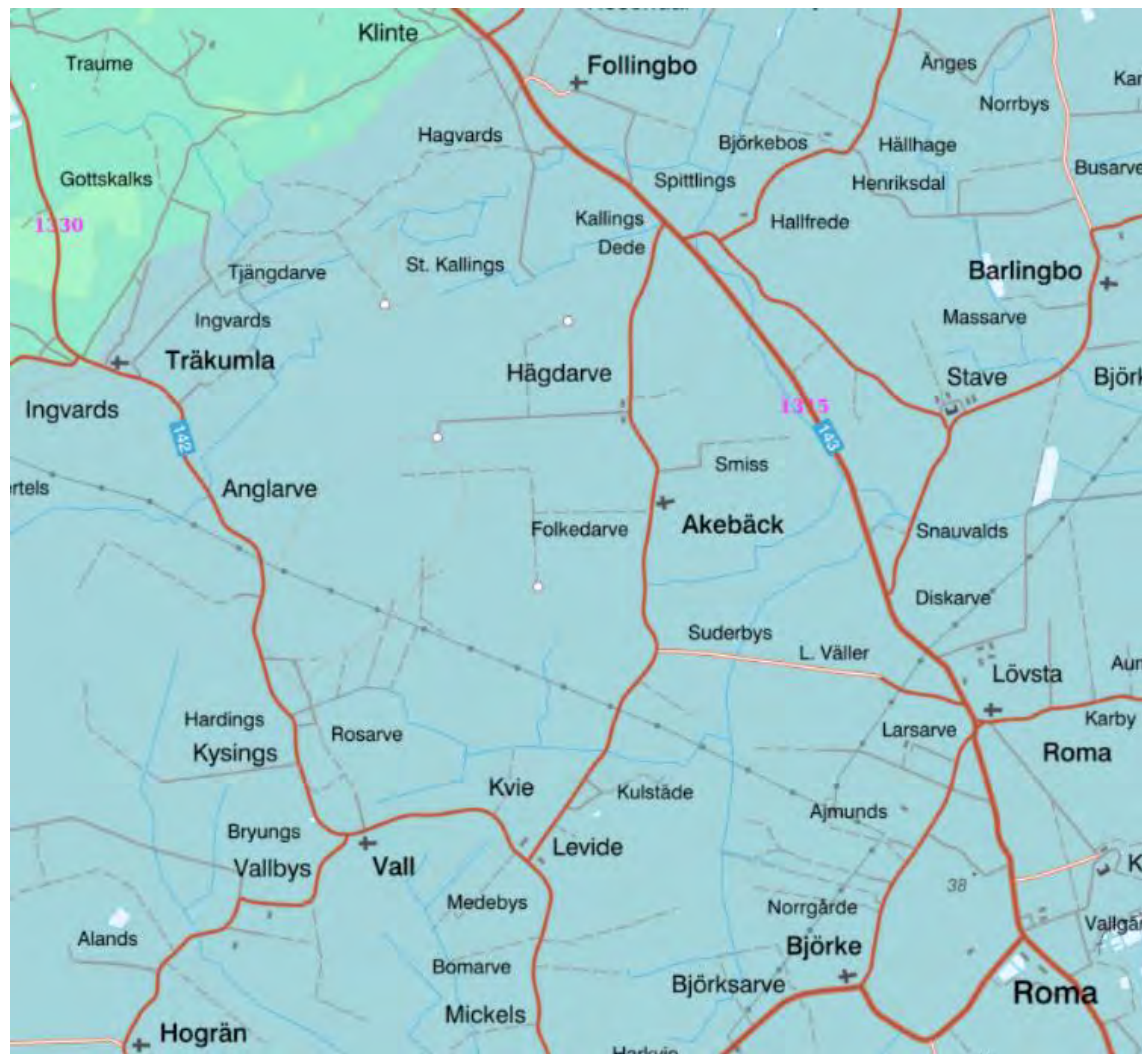 Klinte
Traume
Follingbo
Änges
Norrbys
Hagvards
Björkebos
Hällhage
Busarve
Gottskalks
Spittlings
Henriksdal
1330
Kallings
Hallfrede
Dede
Tjängdarve
St. Kallings
Barlingbo
Ingvards
Massarve
Träkumla
Hägdarve
Stave
Ingvards
1315
142
143
Smiss
Anglarve
Folkedarve
Akebäck
Snauvalds
Diskarve
Suderbys
L. Väller
Lövsta
Hardings
Rosarve
Larsarve
Karby
Kysings
Roma
Kvie
Kulstäde
Ajmunds
Bryungs
Levide
Vallbys
Vall
38
Medebys
Norrgårde
Alands
Björke
Bomarve
Björksarve
Mickels
Roma
Hogrän